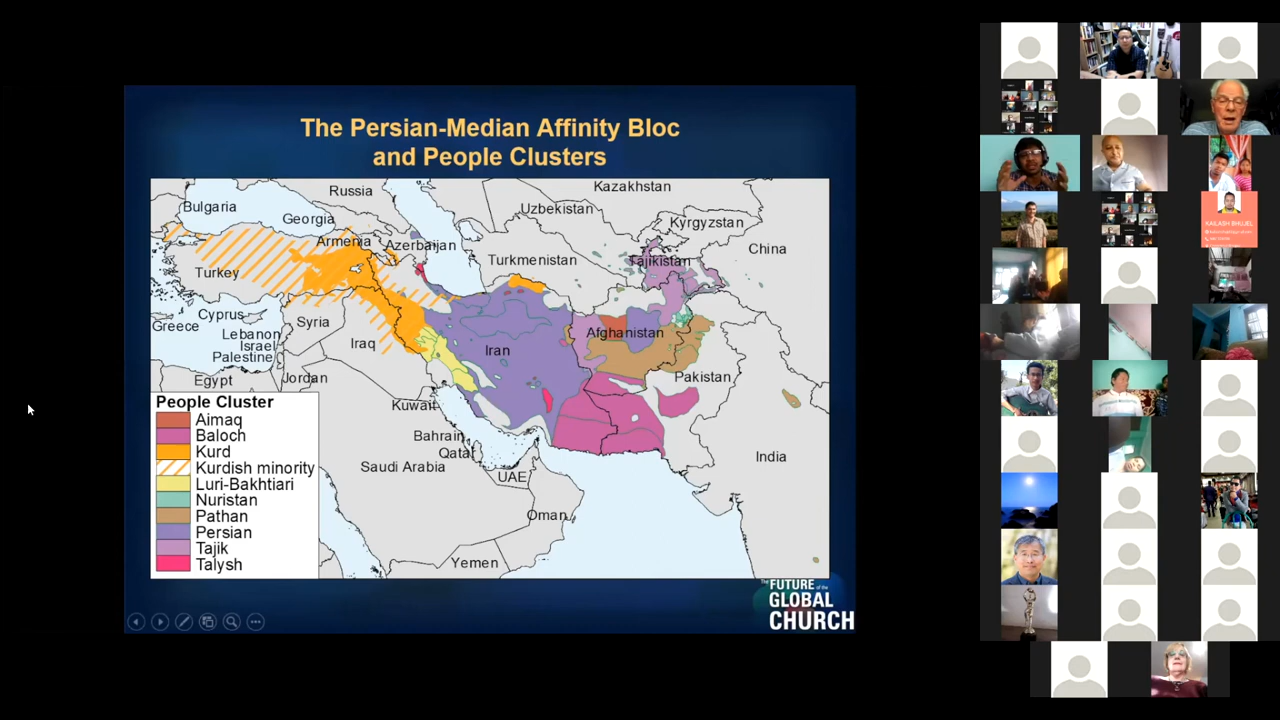 The Persian-Median Affinity Bloc
and People Clusters
Russia
Kazakhstan
Bulgaria
Uzbekistan
Georgia
Kyrgyzstan
Armenia
Azerbaijan
China
Turkmenistan
Tajikistan
Turkey
Cyprus
Greece
Syria
Lebanon
Israel
Palestine
Afghanistan
Iraq
Iran
Egypt
Jordan
Pakistan
Kuwait
Bahrain
Qatar
Saudi Arabia
UAE
India
Oman
Yemen
People Cluster
Aimaq
Baloch
Kurd
Kurdish minority
Luri-Bakhtiari
Nuristan
Pathan
Persian
Tajik
Talysh
The FUTURE of the
GLOBAL
CHURCH
KAILASH BHUJEL